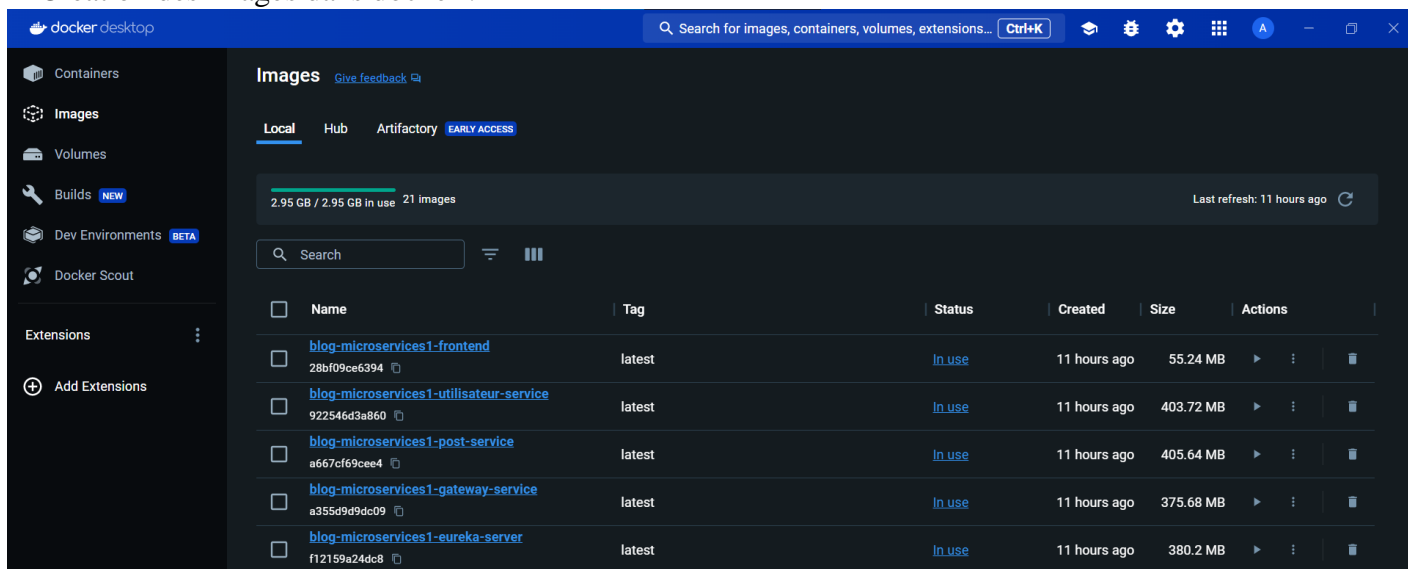 docker desktop
Search for images, containers, volumes, extensions... Ctrl+K
A
Containers
Images
Volumes
Builds NEW
Dev Environments BETA
Docker Scout
Extensions
Add Extensions
Images Give feedback
Local Hub Artifactory EARLY ACCESS
2.95 GB / 2.95 GB in use 21 images
Last refresh: 11 hours ago
Search
Name Tag Status Created Size Actions
blog-microservices1-frontend
28bf09ce6394
latest In use 11 hours ago 55.24 MB
blog-microservices1-utilisateur-service
922546d3a860
latest In use 11 hours ago 403.72 MB
blog-microservices1-post-service
a667cf69cee4
latest In use 11 hours ago 405.64 MB
blog-microservices1-gateway-service
a355d9d9dc09
latest In use 11 hours ago 375.68 MB
blog-microservices1-eureka-server
f12159a24dc8
latest In use 11 hours ago 380.2 MB